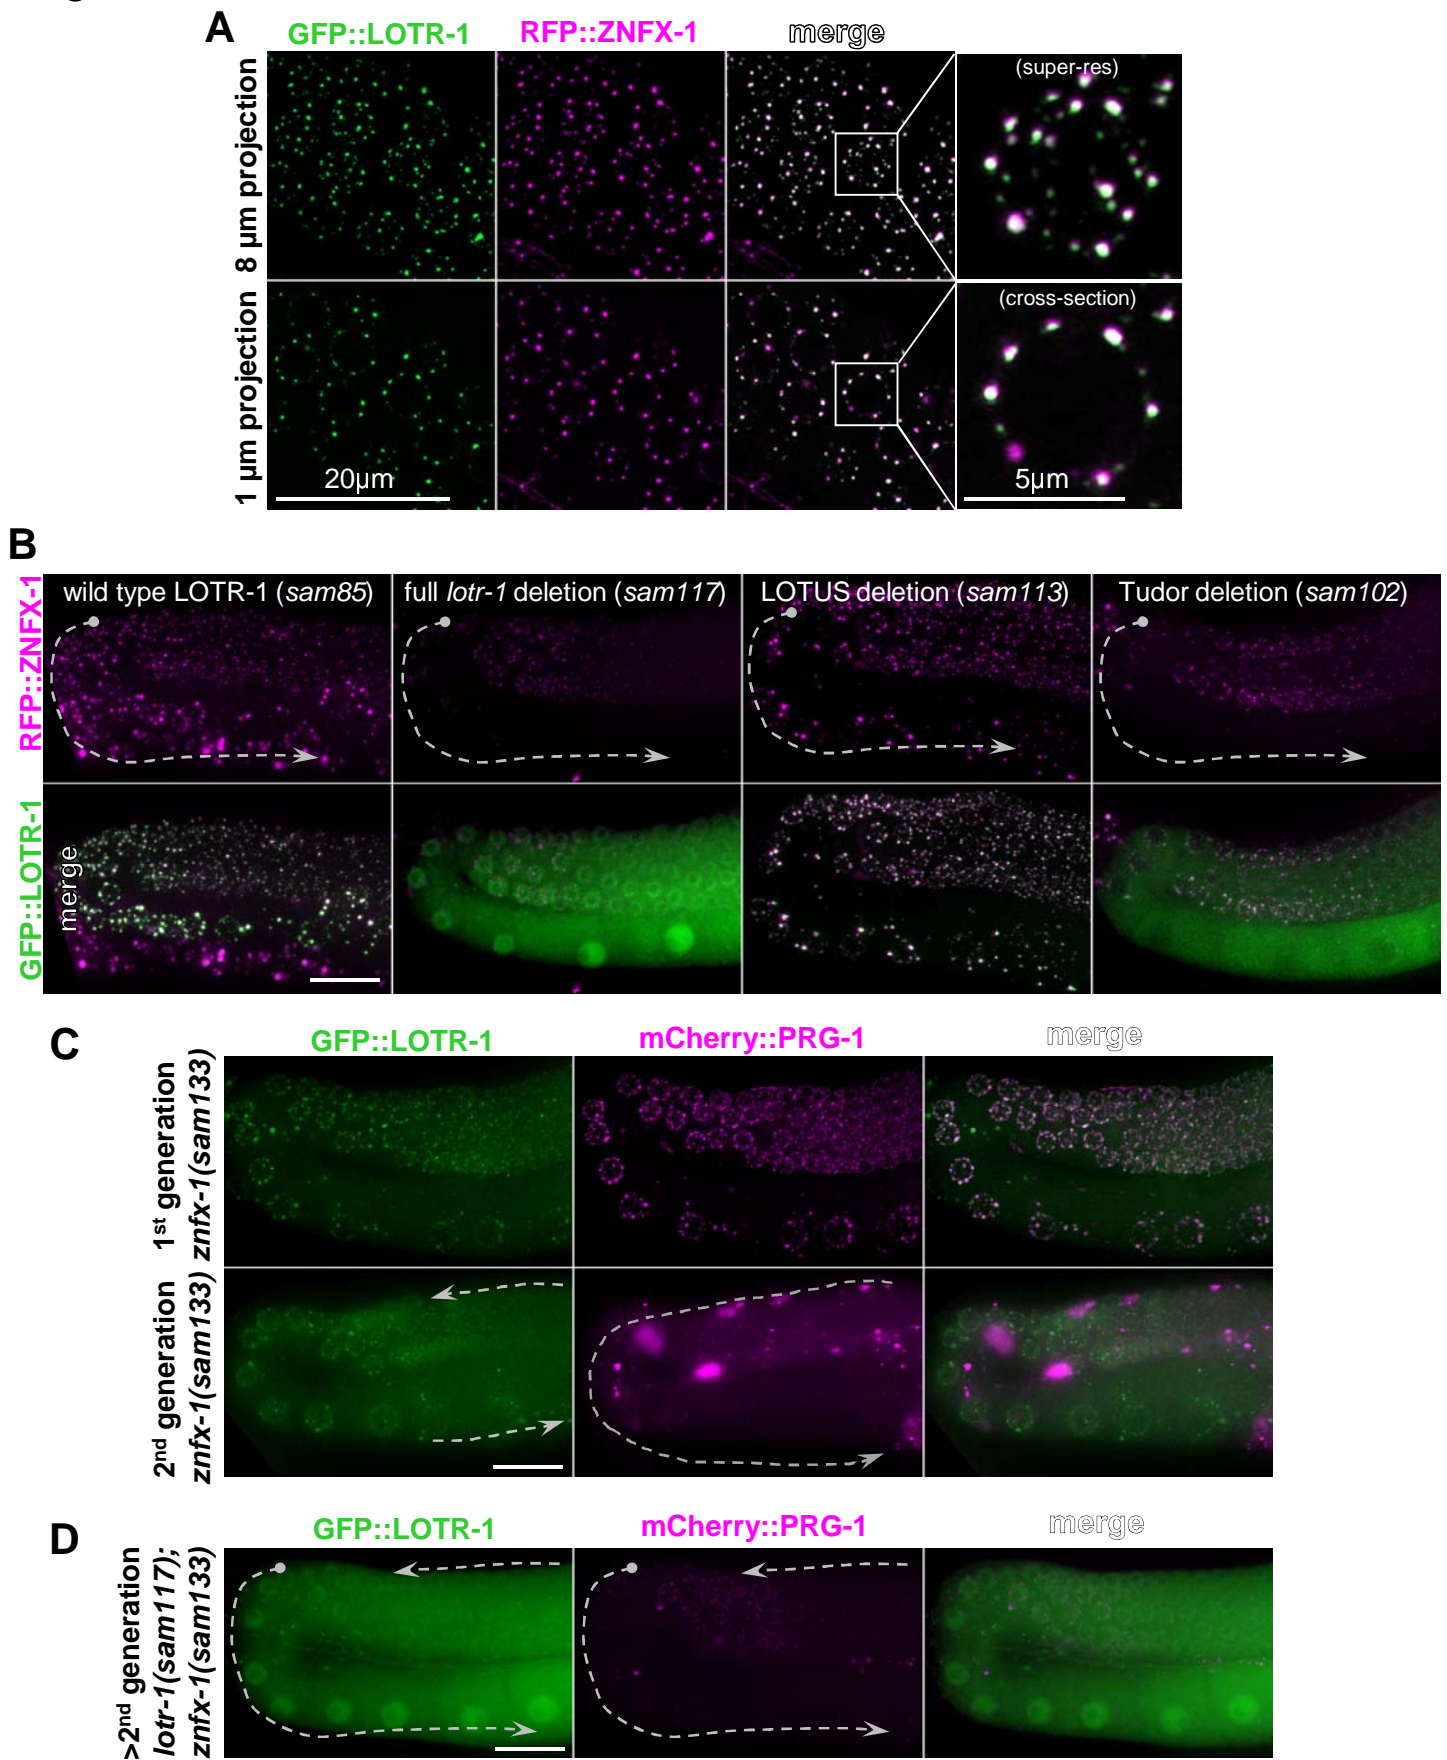 A
GFP::LOTR-1 RFP::ZNFX-1 merge
8 µm projection
(super-res)
1 µm projection
(cross-section)
20µm
5µm
B
RFP::ZNFX-1
wild type LOTR-1 (sam85)
full lotr-1 deletion (sam117)
LOTUS deletion (sam113)
Tudor deletion (sam102)
GFP::LOTR-1
merge
C
GFP::LOTR-1 mCherry::PRG-1 merge
1st generation
znfx-1(sam133)
2nd generation
znfx-1(sam133)
D
GFP::LOTR-1 mCherry::PRG-1 merge
>2nd generation
lotr-1(sam117);
znfx-1(sam133)